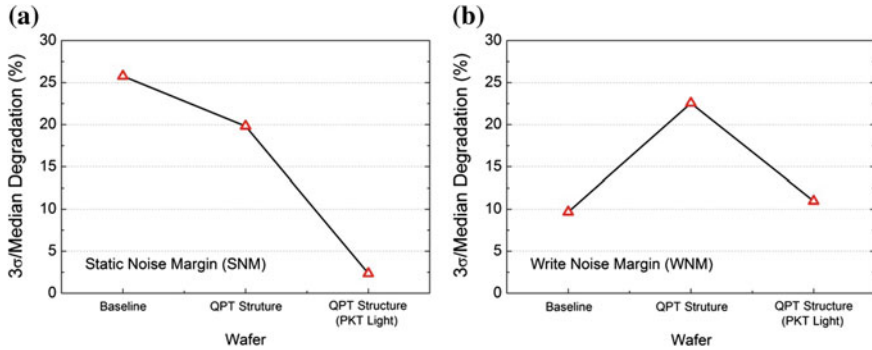 (a)
30
25
20
15
10
5
0
3σ/Median Degradation (%)
Static Noise Margin (SNM)
Baseline
QPT Struture
QPT Structure
(PKT Light)
Wafer
(b)
30
25
20
15
10
5
0
3σ/Median Degradation (%)
Write Noise Margin (WNM)
Baseline
QPT Struture
QPT Structure
(PKT Light)
Wafer